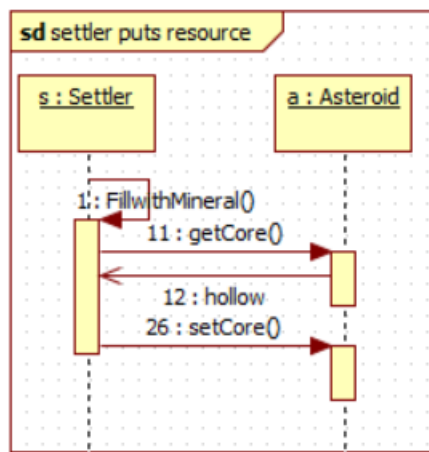 sd settler puts resource
s : Settler
a : Asteroid
1 : FillwithMineral()
11 : getCore()
12 : hollow
26 : setCore()